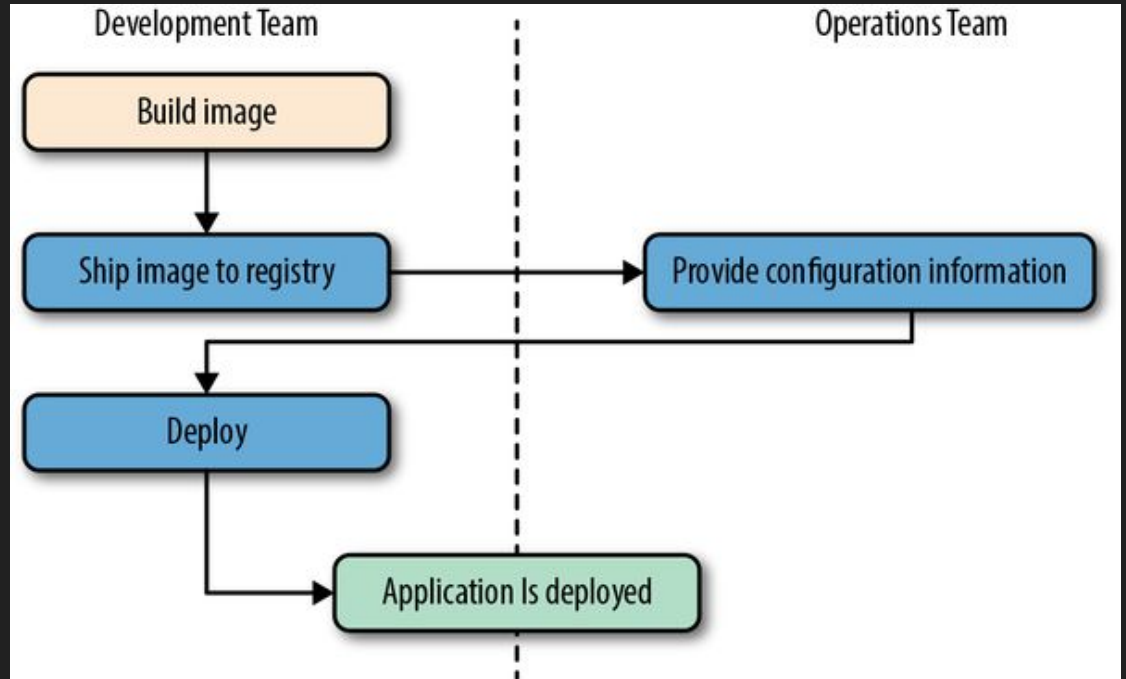 Development Team
Operations Team
Build image
Ship image to registry
Provide configuration information
Deploy
Application Is deployed